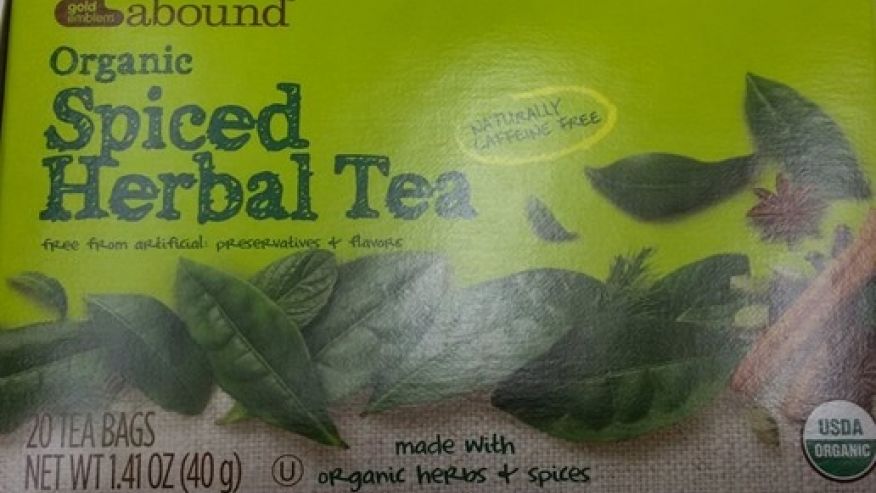 gold
emblem
abound
Organic
Spiced
Herbal Tea
NATURALLY
CAFFEINE FREE
free from artificial: preservatives + flavors
20 TEA BAGS
NET WT 1.41 OZ (40 g)
U
made with
organic herbs + spices
USDA
ORGANIC